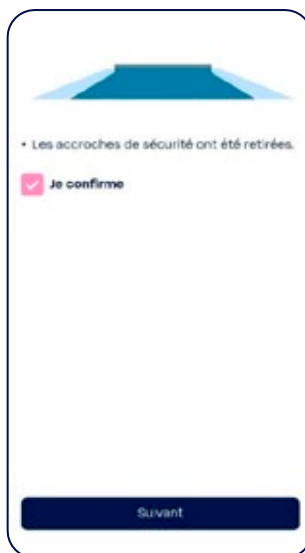 • Les accroches de sécurité ont été retirées.
Je confirme
Suivant